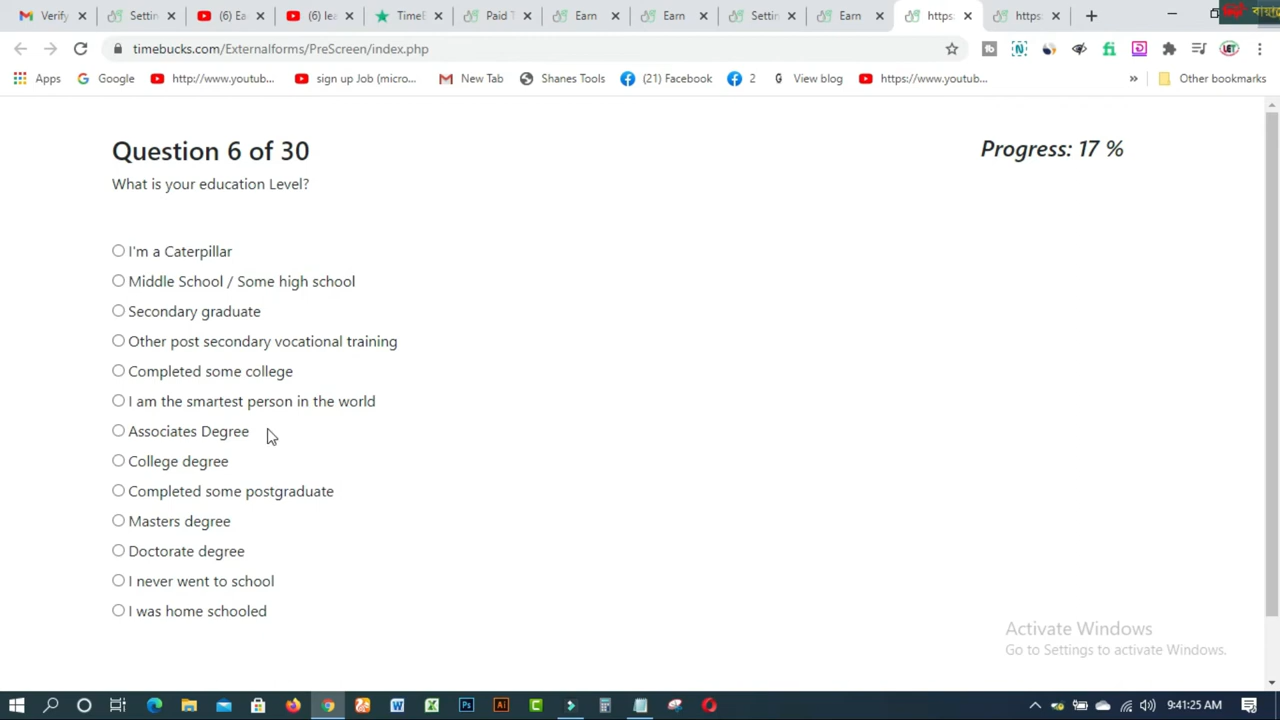 Verify
Settin
(6) Ea
(6) lea
TimeB
Paid T
Earn
Earn
Settin
Earn
https:
https:
timebucks.com/Externalforms/PreScreen/index.php
Apps
Google
http://www.youtub...
sign up Job (micro...
New Tab
Shanes Tools
(21) Facebook
2
View blog
https://www.youtub...
»
Other bookmarks
Question 6 of 30
Progress: 17 %
What is your education Level?
I'm a Caterpillar
Middle School / Some high school
Secondary graduate
Other post secondary vocational training
Completed some college
I am the smartest person in the world
Associates Degree
College degree
Completed some postgraduate
Masters degree
Doctorate degree
I never went to school
I was home schooled
Activate Windows
Go to Settings to activate Windows.
9:41:25 AM